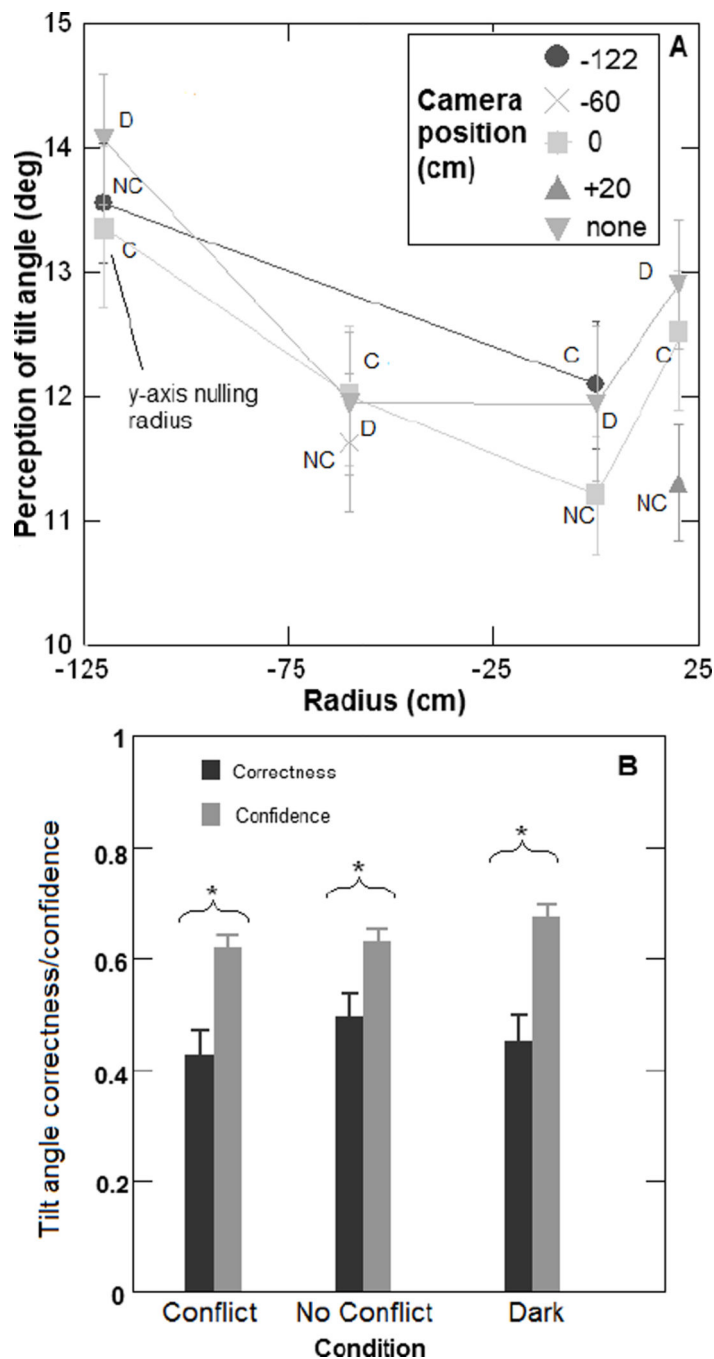 15
A
-122
Camera
-60
position
0
(cm)
+20
none
D
14
NC
C
13
D
C
C
C
12
y-axis nulling
radius
D
D
NC
NC
NC
11
10
Perception of tilt angle (deg)
-125
-75
-25
25
Radius (cm)
1
B
Correctness
Confidence
*
*
*
0.8
0.6
0.4
0.2
0
Tilt angle correctness/confidence
Conflict No Conflict Dark
Condition